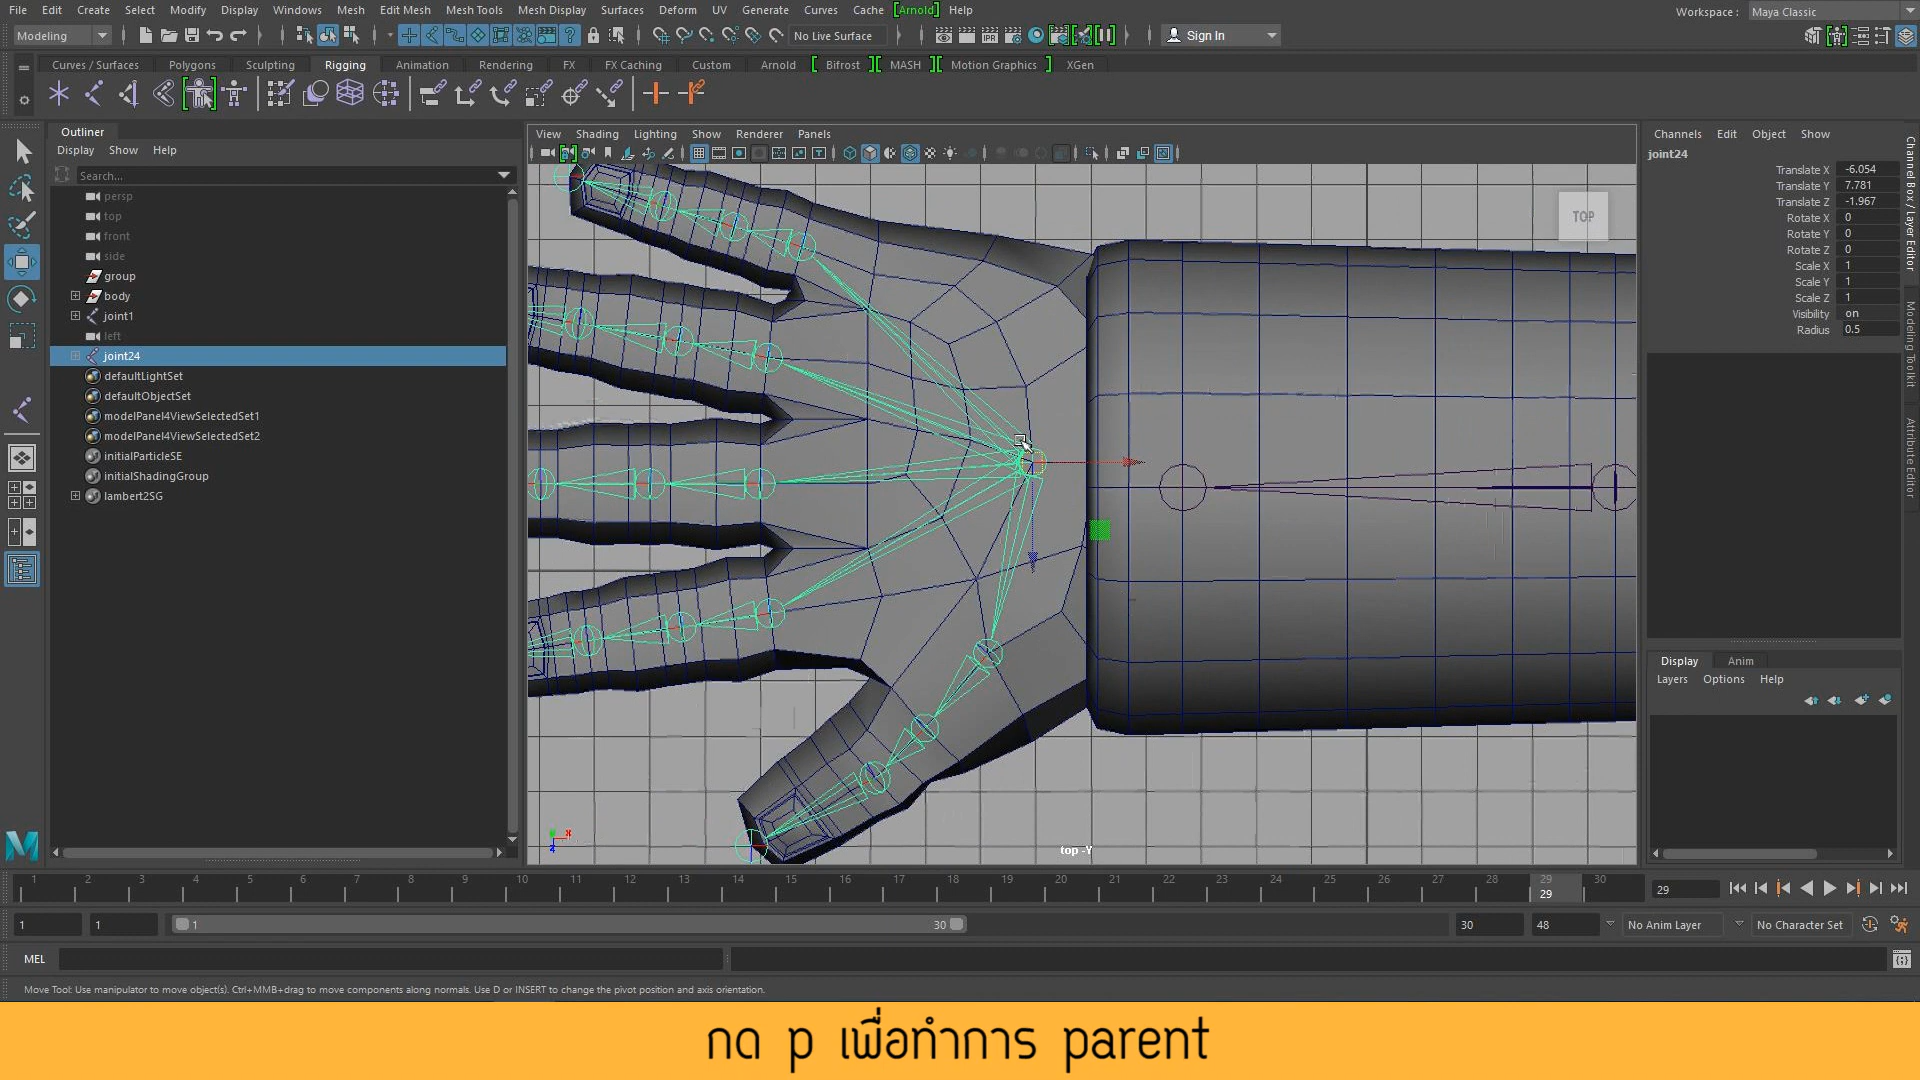 File Edit Create Select Modify Display Windows Mesh Edit Mesh Mesh Tools Mesh Display Surfaces Deform UV Generate Curves Cache [Arnold] Help
Workspace : Maya Classic
Modeling No Live Surface Sign In
Curves / Surfaces Polygons Sculpting Rigging Animation Rendering FX FX Caching Custom Arnold Bifrost MASH Motion Graphics XGen
Outliner
Display Show Help
Search...
persp
top
front
side
group
body
joint1
left
joint24
defaultLightSet
defaultObjectSet
modelPanel4ViewSelectedSet1
modelPanel4ViewSelectedSet2
initialParticleSE
initialShadingGroup
lambert2SG
View Shading Lighting Show Renderer Panels
TOP
top -Y
Channels Edit Object Show
joint24
Translate X -6.054
Translate Y 7.781
Translate Z -1.967
Rotate X 0
Rotate Y 0
Rotate Z 0
Scale X 1
Scale Y 1
Scale Z 1
Visibility on
Radius 0.5
Channel Box / Layer Editor
Modeling Toolkit
Attribute Editor
Display Anim
Layers Options Help
1 2 3 4 5 6 7 8 9 10 11 12 13 14 15 16 17 18 19 20 21 22 23 24 25 26 27 28 29 30
29
29
1 1 1 30 30 48 No Anim Layer No Character Set
MEL
Move Tool: Use manipulator to move object(s). Ctrl+MMB+drag to move components along normals. Use D or INSERT to change the pivot position and axis orientation.
กด p เพื่อทำการ parent